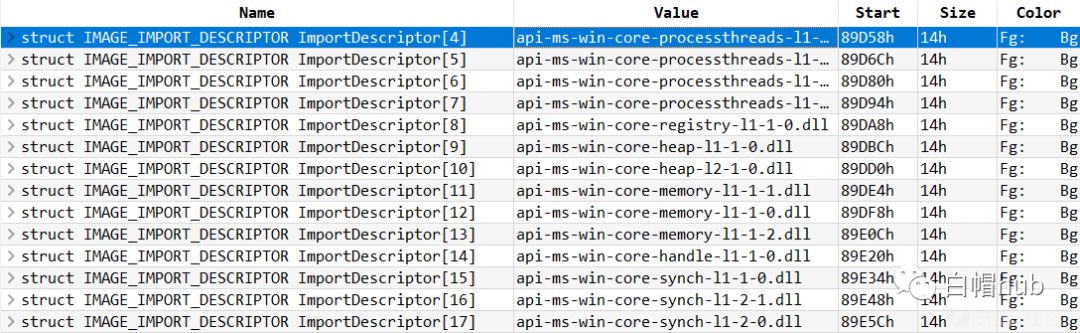 Name Value Start Size Color
struct IMAGE_IMPORT_DESCRIPTOR ImportDescriptor[4] api-ms-win-core-processthreads-l1-… 89D58h 14h Fg: Bg
struct IMAGE_IMPORT_DESCRIPTOR ImportDescriptor[5] api-ms-win-core-processthreads-l1-… 89D6Ch 14h Fg: Bg
struct IMAGE_IMPORT_DESCRIPTOR ImportDescriptor[6] api-ms-win-core-processthreads-l1-… 89D80h 14h Fg: Bg
struct IMAGE_IMPORT_DESCRIPTOR ImportDescriptor[7] api-ms-win-core-processthreads-l1-… 89D94h 14h Fg: Bg
struct IMAGE_IMPORT_DESCRIPTOR ImportDescriptor[8] api-ms-win-core-registry-l1-1-0.dll 89DA8h 14h Fg: Bg
struct IMAGE_IMPORT_DESCRIPTOR ImportDescriptor[9] api-ms-win-core-heap-l1-1-0.dll 89DBCh 14h Fg: Bg
struct IMAGE_IMPORT_DESCRIPTOR ImportDescriptor[10] api-ms-win-core-heap-l2-1-0.dll 89DD0h 14h Fg: Bg
struct IMAGE_IMPORT_DESCRIPTOR ImportDescriptor[11] api-ms-win-core-memory-l1-1-1.dll 89DE4h 14h Fg: Bg
struct IMAGE_IMPORT_DESCRIPTOR ImportDescriptor[12] api-ms-win-core-memory-l1-1-0.dll 89DF8h 14h Fg: Bg
struct IMAGE_IMPORT_DESCRIPTOR ImportDescriptor[13] api-ms-win-core-memory-l1-1-2.dll 89E0Ch 14h Fg: Bg
struct IMAGE_IMPORT_DESCRIPTOR ImportDescriptor[14] api-ms-win-core-handle-l1-1-0.dll 89E20h 14h Fg: Bg
struct IMAGE_IMPORT_DESCRIPTOR ImportDescriptor[15] api-ms-win-core-synch-l1-1-0.dll 89E34h 14h Fg: Bg
struct IMAGE_IMPORT_DESCRIPTOR ImportDescriptor[16] api-ms-win-core-synch-l1-2-1.dll 89E48h 14h Fg: Bg
struct IMAGE_IMPORT_DESCRIPTOR ImportDescriptor[17] api-ms-win-core-synch-l1-2-0.dll 89E5Ch 14h Fg: Bg
白帽hub